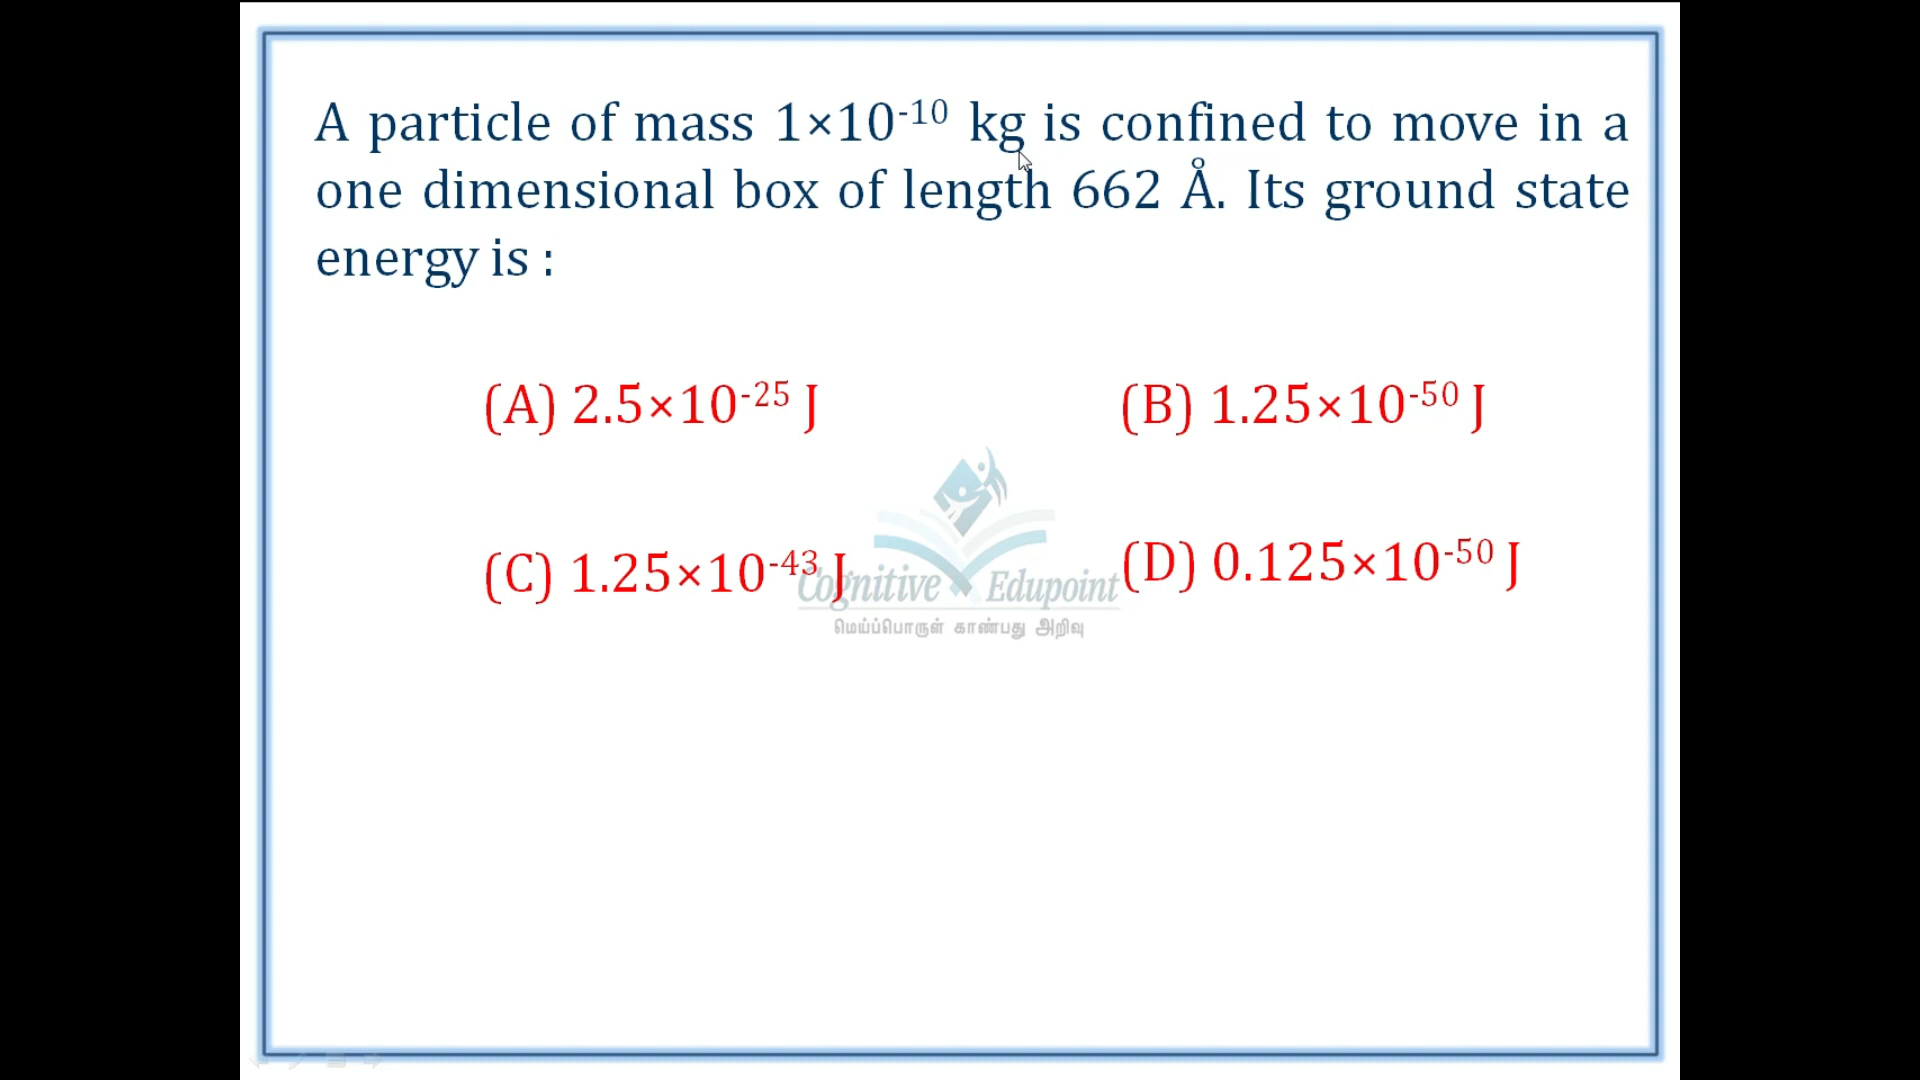 A particle of mass 1×10⁻¹⁰ kg is confined to move in a
one dimensional box of length 662 Å. Its ground state
energy is :
(A) 2.5×10⁻²⁵ J
(B) 1.25×10⁻⁵⁰ J
(C) 1.25×10⁻⁴³ J
(D) 0.125×10⁻⁵⁰ J
Cognitive Edupoint
மெய்ப்பொருள் காண்பது அறிவு